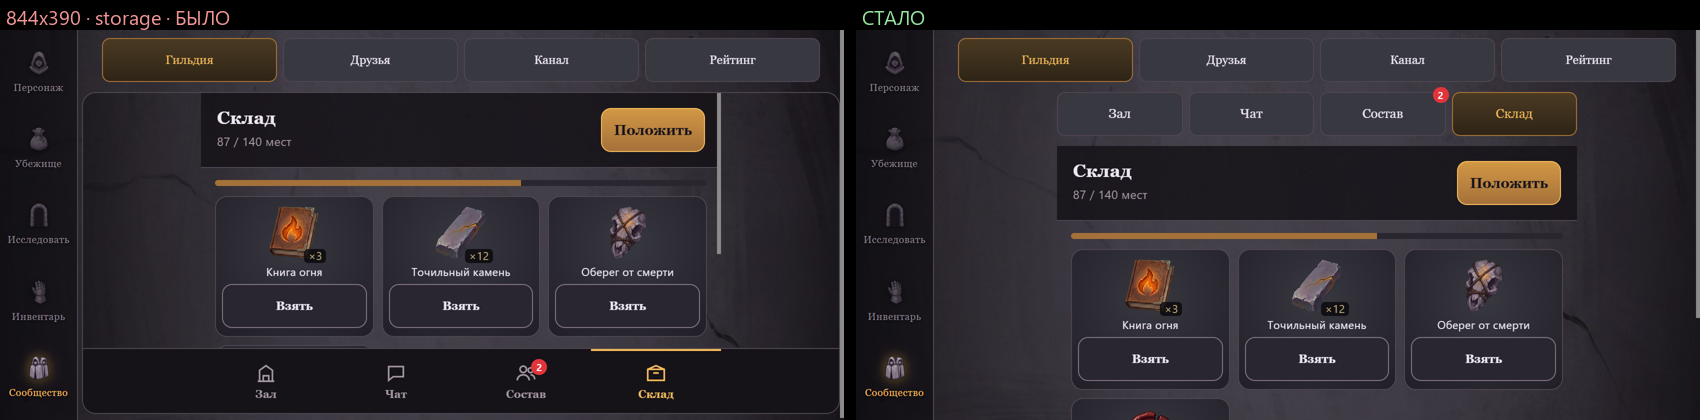 844x390 · storage · БЫЛО
Персонаж
Убежище
Исследовать
Инвентарь
Сообщество
Гильдия
Друзья
Канал
Рейтинг
Склад
87 / 140 мест
Положить
×3
Книга огня
Взять
×12
Точильный камень
Взять
Оберег от смерти
Взять
Зал
Чат
2
Состав
Склад
СТАЛО
Персонаж
Убежище
Исследовать
Инвентарь
Сообщество
Гильдия
Друзья
Канал
Рейтинг
Зал
Чат
Состав
2
Склад
Склад
87 / 140 мест
Положить
×3
Книга огня
Взять
×12
Точильный камень
Взять
Оберег от смерти
Взять